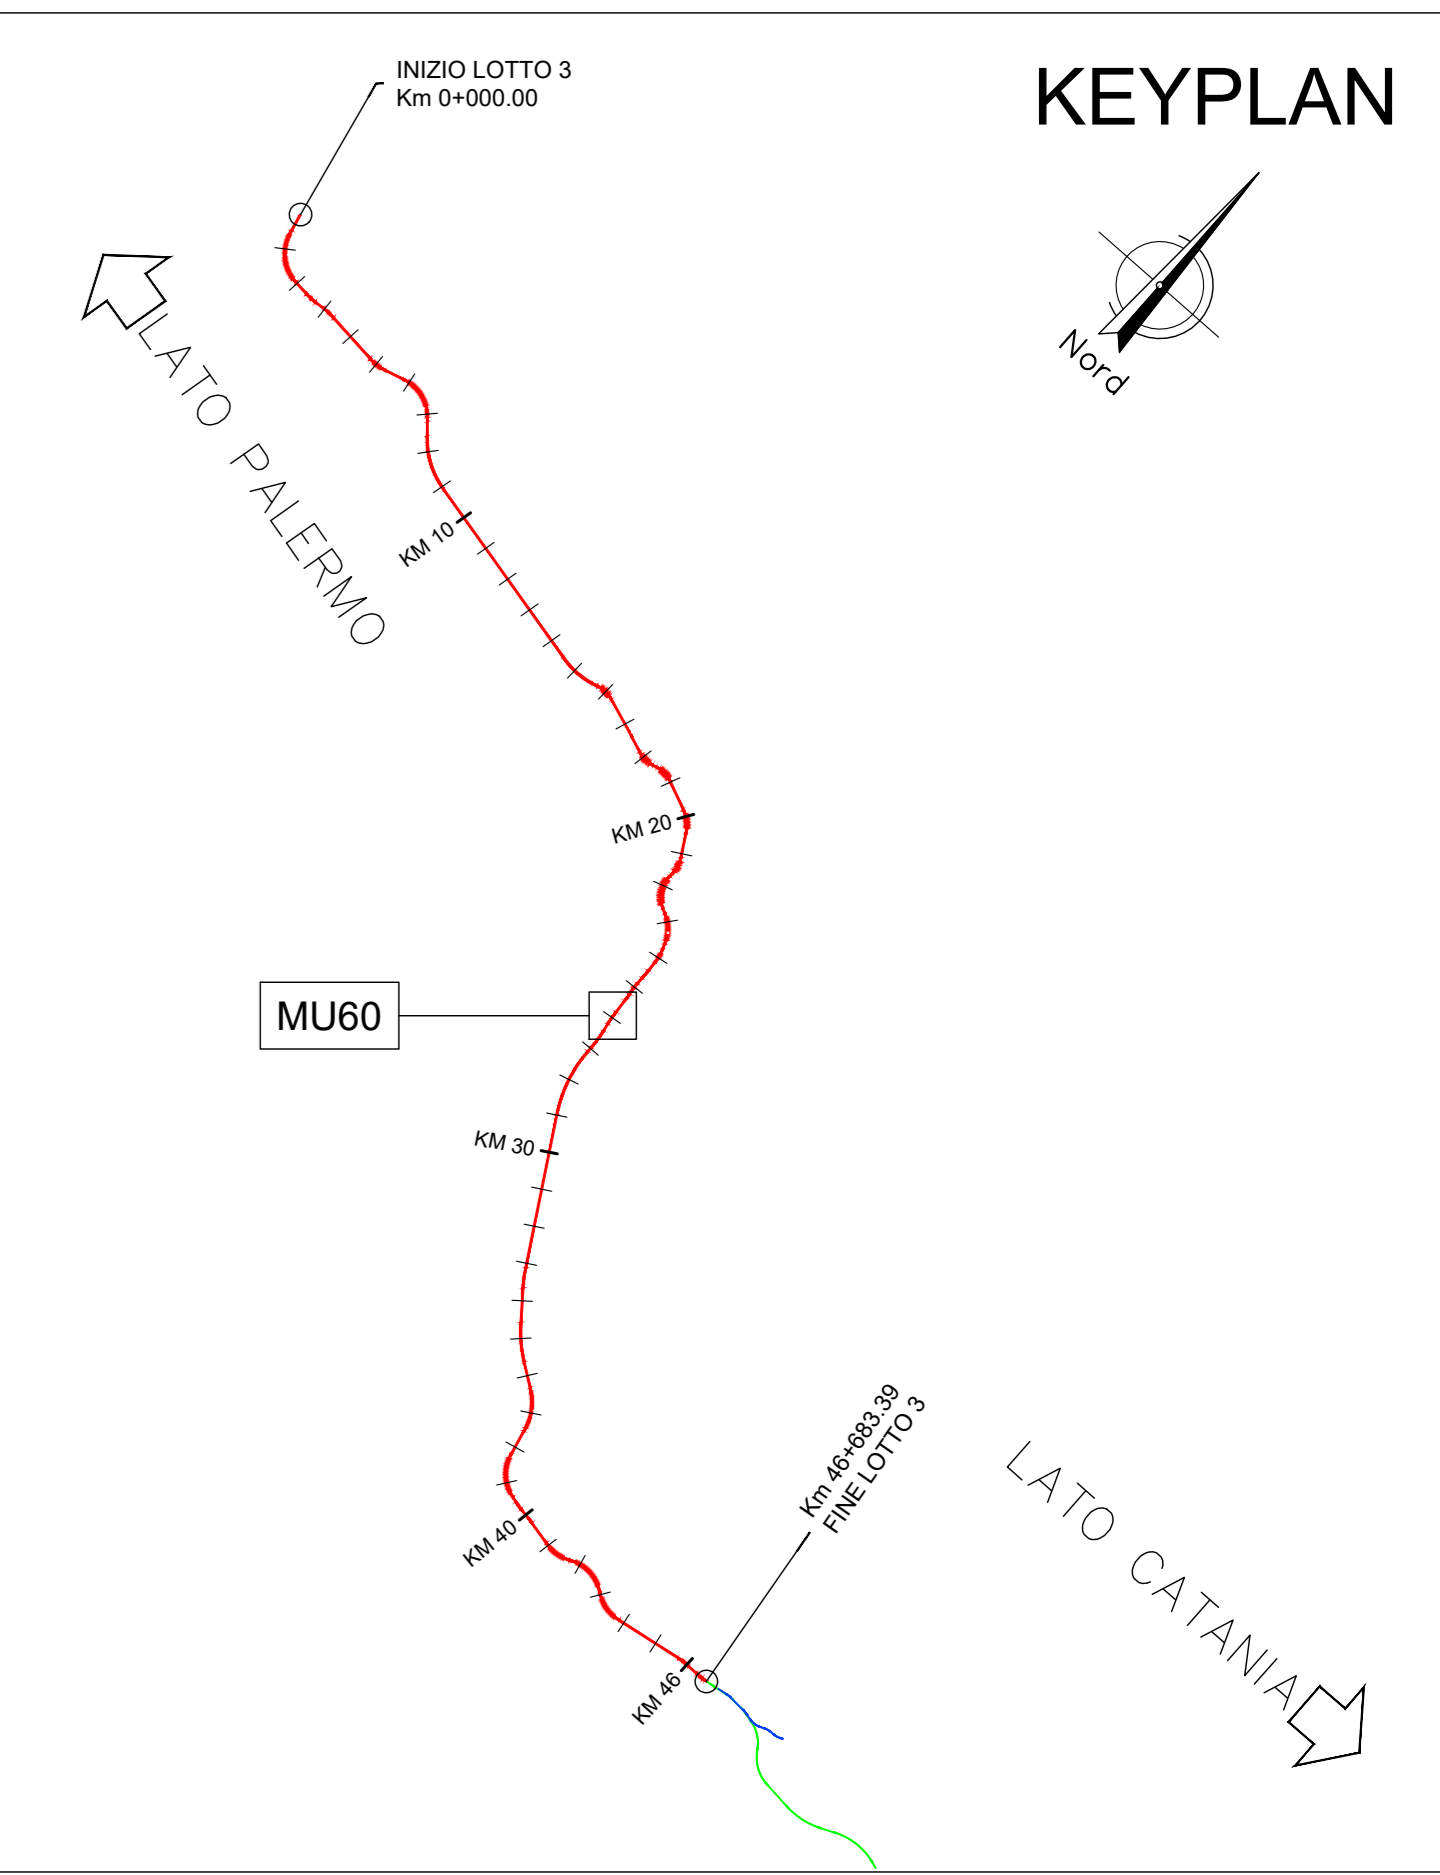 INIZIO LOTTO 3
Km 0+000.00
KEYPLAN
Nord
LATO PALERMO
KM 10
KM 20
MU60
KM 30
Km 46+683.39
FINE LOTTO 3
LATO CATANIA
KM 40
KM 46